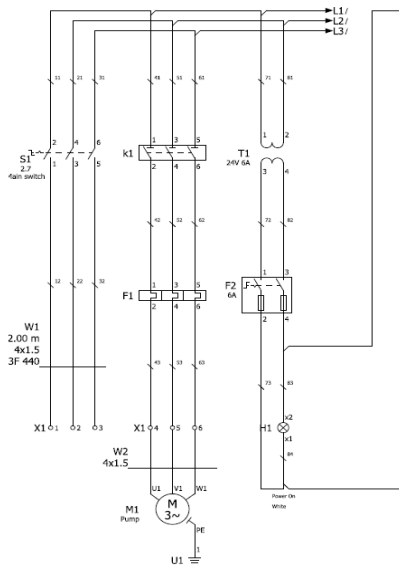 L1/
L2/
L3/
11 21 31 41 51 61 71 81
2 4 6
S1
2.7
Main switch
1 3 5
k1
1 3 5
2 4 6
T1
24V 6A
1 2
3 4
12 22 32 42 52 62 72 82
F1
1 3 5
2 4 6
F2
6A
1 3
2 4
W1
2.00 m
4x1.5
3F 440
43 53 63 73 83
X1 1 2 3
X1 4 5 6
H1
x2
x1
84
W2
4x1.5
Power On
White
U1 V1 W1
M1
Pump
M
3~
PE
1
U1